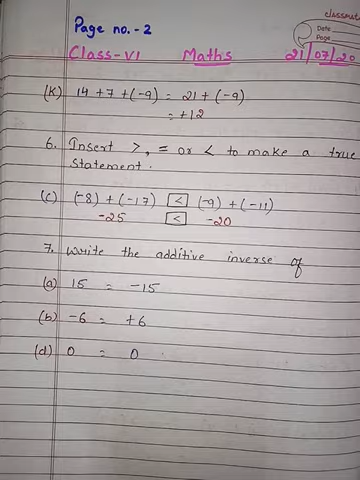 classmate
Date
Page
Page no. - 2
Class-VI Maths 21/07/20
(K) 14 + 7 + (-9) = 21 + (-9)
= +12
6. Insert >, = or < to make a true
statement.
(c) (-8) + (-17) < (-9) + (-11)
-25 < -20
7. Write the additive inverse of
(a) 15 = -15
(b) -6 = +6
(d) 0 = 0